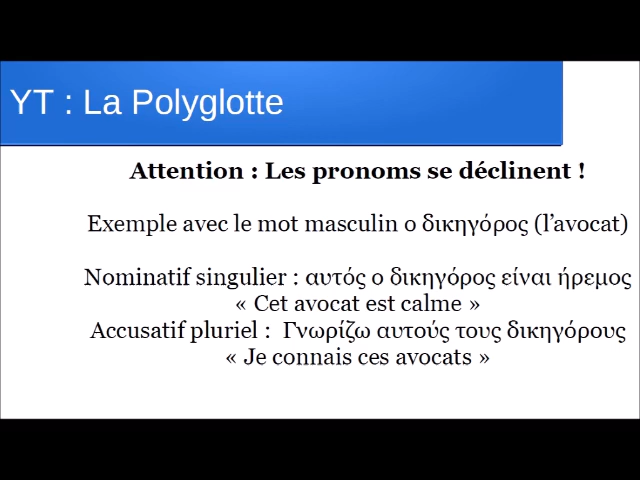 YT : La Polyglotte
Attention : Les pronoms se déclinent !
Exemple avec le mot masculin ο δικηγόρος (l’avocat)
Nominatif singulier : αυτός ο δικηγόρος είναι ήρεμος
« Cet avocat est calme »
Accusatif pluriel : Γνωρίζω αυτούς τους δικηγόρους
« Je connais ces avocats »